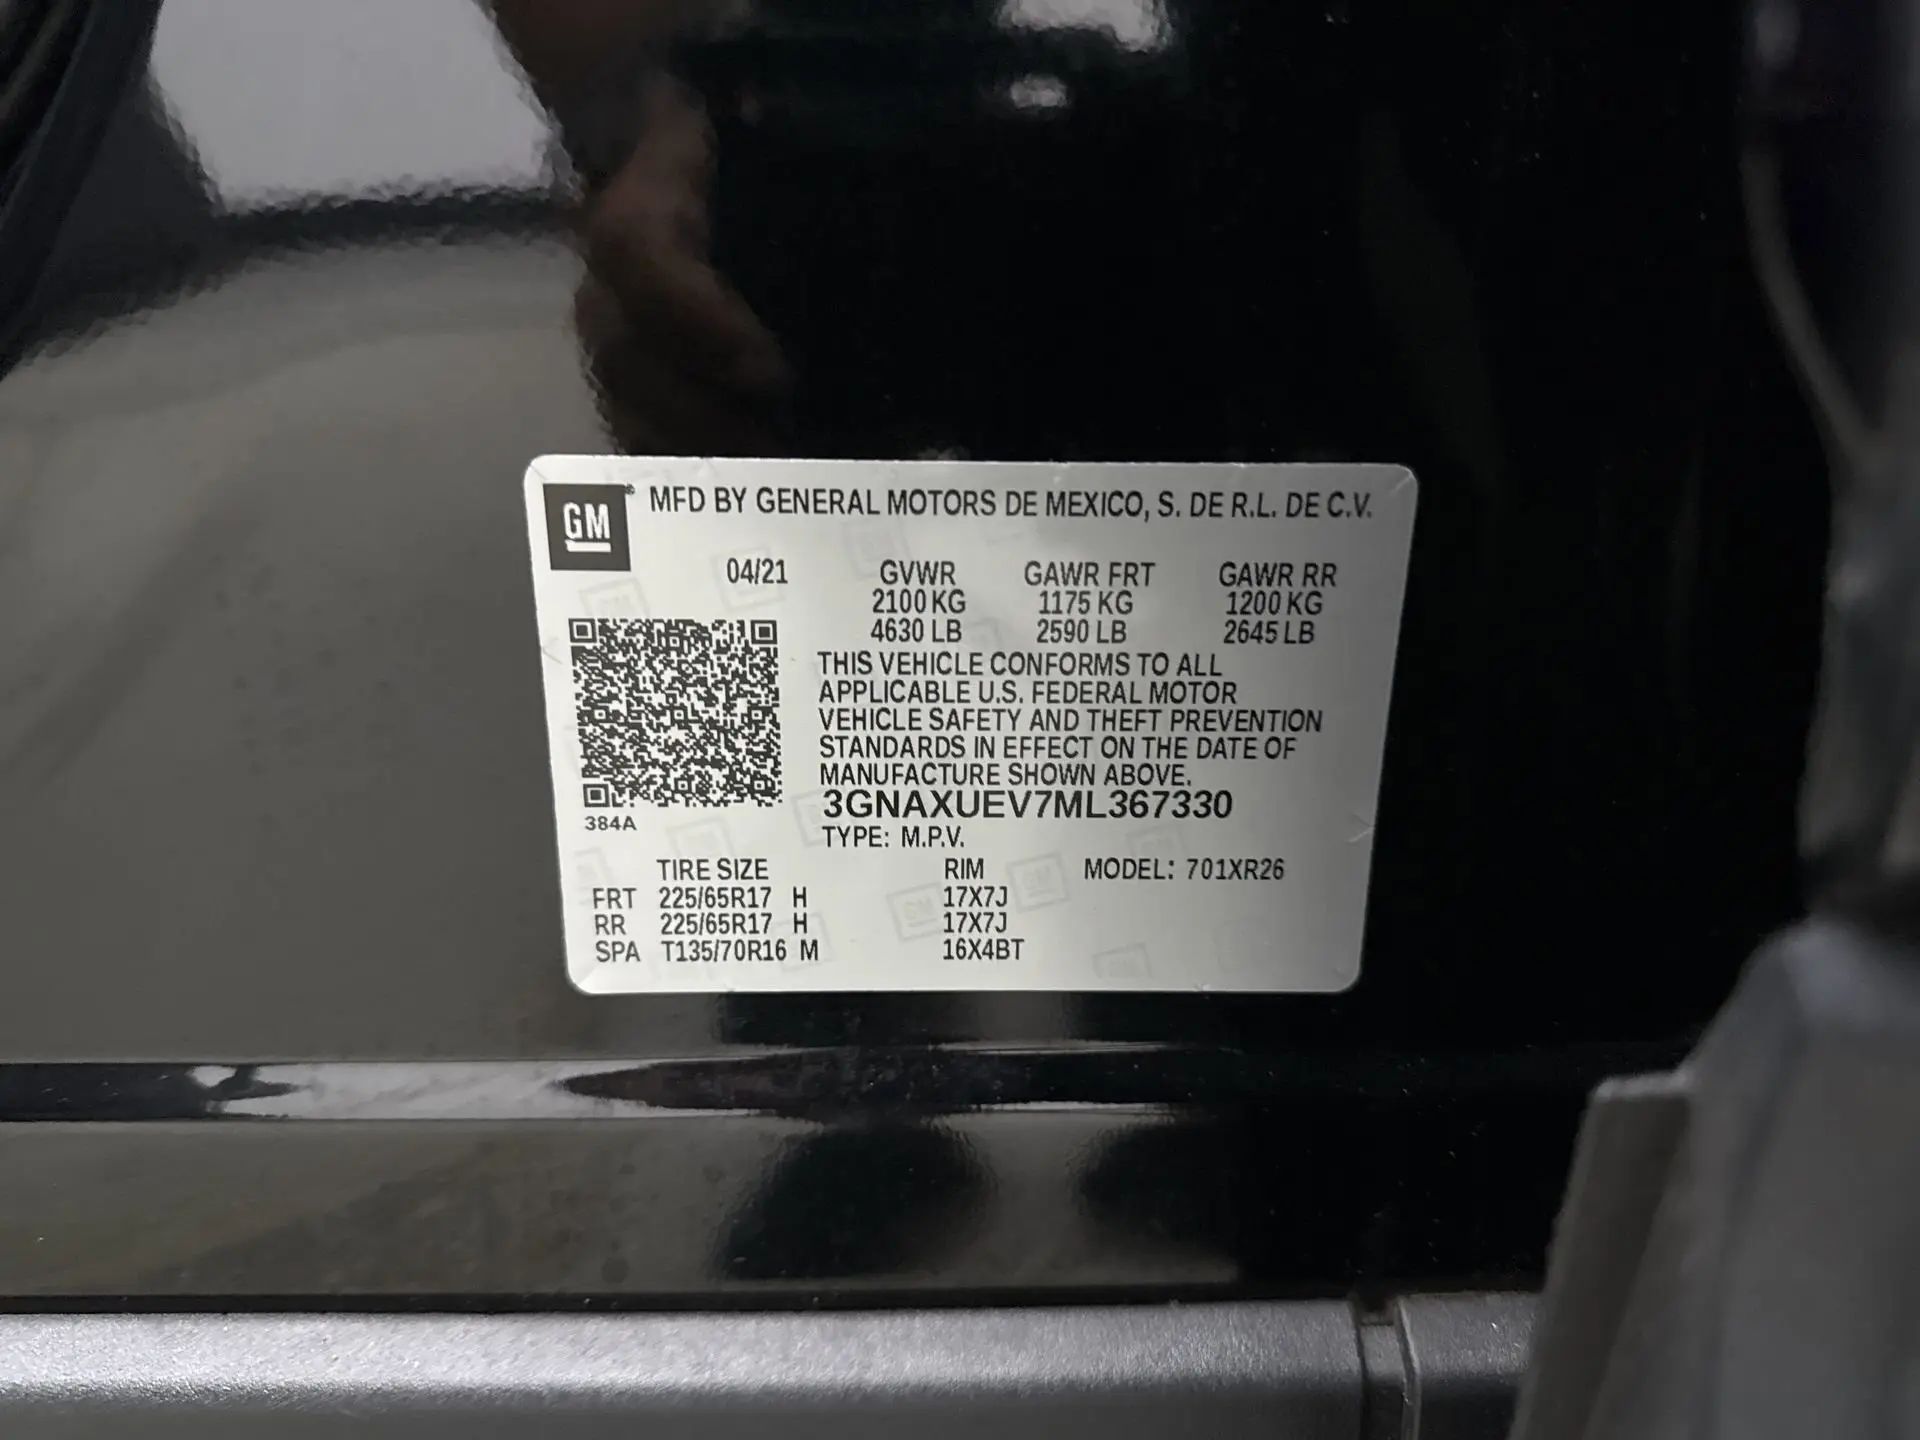 GM® MFD BY GENERAL MOTORS DE MEXICO, S. DE R.L. DE C.V.
04/21 GVWR GAWR FRT GAWR RR
2100 KG 1175 KG 1200 KG
4630 LB 2590 LB 2645 LB
THIS VEHICLE CONFORMS TO ALL
APPLICABLE U.S. FEDERAL MOTOR
VEHICLE SAFETY AND THEFT PREVENTION
STANDARDS IN EFFECT ON THE DATE OF
MANUFACTURE SHOWN ABOVE.
3GNAXUEV7ML367330
384A
TYPE: M.P.V.
TIRE SIZE RIM MODEL: 701XR26
FRT 225/65R17 H 17X7J
RR 225/65R17 H 17X7J
SPA T135/70R16 M 16X4BT